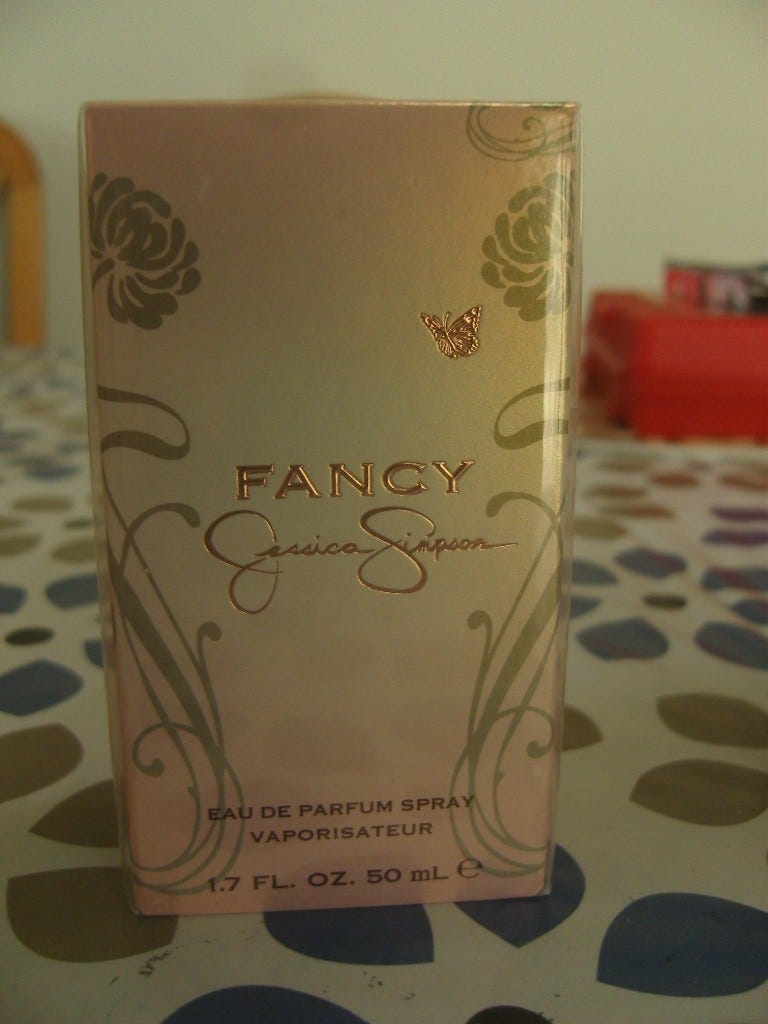 FANCY
Jessica Simpson
EAU DE PARFUM SPRAY
VAPORISATEUR
1.7 FL. OZ. 50 mL ℮